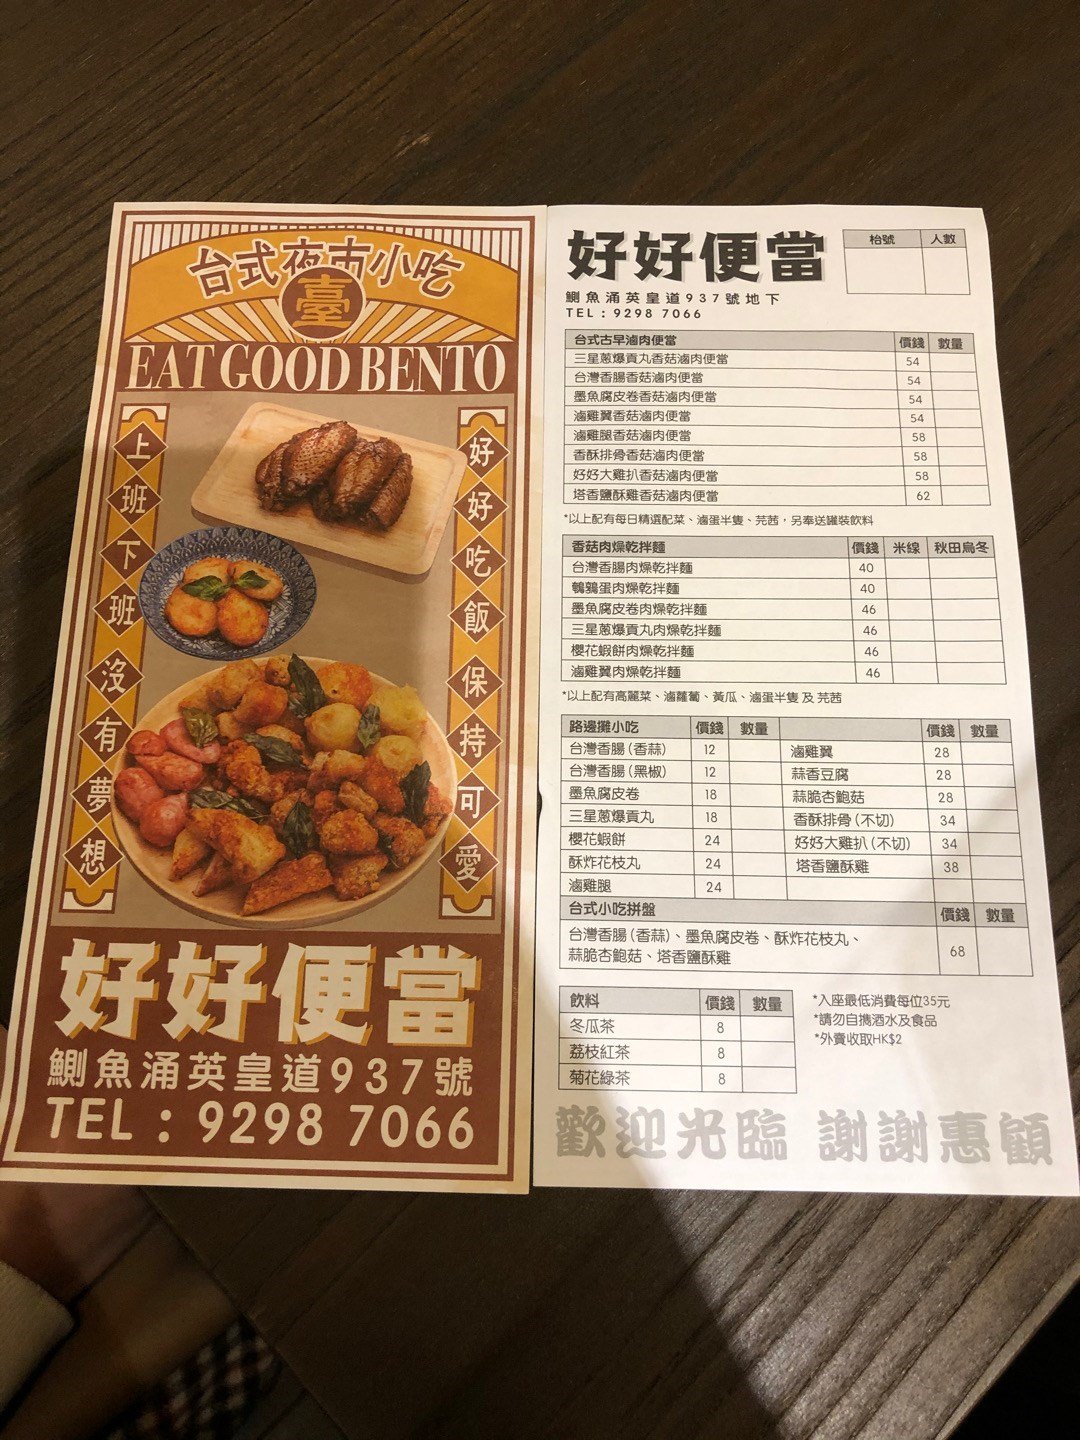 台式夜市小吃
臺
EAT GOOD BENTO
上班下班沒有夢想
好好吃飯保持可愛
好好便當
鰂魚涌英皇道937號
TEL：9298 7066
好好便當
鰂魚涌英皇道937號地下
TEL：9298 7066
枱號 人數
台式古早滷肉便當 價錢 數量
三星蔥爆貢丸香菇滷肉便當 54
台灣香腸香菇滷肉便當 54
墨魚腐皮卷香菇滷肉便當 54
滷雞翼香菇滷肉便當 54
滷雞腿香菇滷肉便當 58
香酥排骨香菇滷肉便當 58
好好大雞扒香菇滷肉便當 58
塔香鹽酥雞香菇滷肉便當 62
*以上配有每日精選配菜、滷蛋半隻、芫茜，另奉送罐裝飲料
香菇肉燥乾拌麵 價錢 米線 秋田烏冬
台灣香腸肉燥乾拌麵 40
鵪鶉蛋肉燥乾拌麵 40
墨魚腐皮卷肉燥乾拌麵 46
三星蔥爆貢丸肉燥乾拌麵 46
櫻花蝦餅肉燥乾拌麵 46
滷雞翼肉燥乾拌麵 46
*以上配有高麗菜、滷蘿蔔、黃瓜、滷蛋半隻 及 芫茜
路邊攤小吃 價錢 數量 價錢 數量
台灣香腸(香蒜) 12 滷雞翼 28
台灣香腸(黑椒) 12 蒜香豆腐 28
墨魚腐皮卷 18 蒜脆杏鮑菇 28
三星蔥爆貢丸 18 香酥排骨(不切) 34
櫻花蝦餅 24 好好大雞扒(不切) 34
酥炸花枝丸 24 塔香鹽酥雞 38
滷雞腿 24
台式小吃拼盤 價錢 數量
台灣香腸(香蒜)、墨魚腐皮卷、酥炸花枝丸、
蒜脆杏鮑菇、塔香鹽酥雞 68
飲料 價錢 數量
冬瓜茶 8
荔枝紅茶 8
菊花綠茶 8
*入座最低消費每位35元
*請勿自攜酒水及食品
*外賣收取HK$2
歡迎光臨 謝謝惠顧